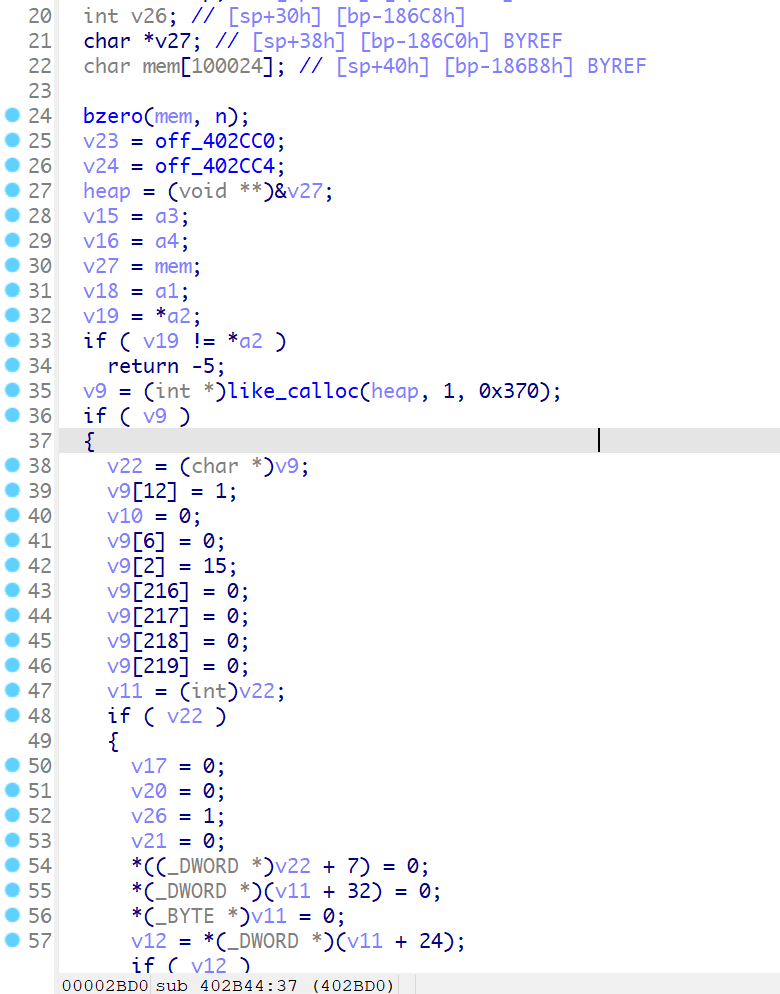 20 int v26; // [sp+30h] [bp-186C8h]
21 char *v27; // [sp+38h] [bp-186C0h] BYREF
22 char mem[100024]; // [sp+40h] [bp-186B8h] BYREF
23
24 bzero(mem, n);
25 v23 = off_402CC0;
26 v24 = off_402CC4;
27 heap = (void **)&v27;
28 v15 = a3;
29 v16 = a4;
30 v27 = mem;
31 v18 = a1;
32 v19 = *a2;
33 if ( v19 != *a2 )
34 return -5;
35 v9 = (int *)like_calloc(heap, 1, 0x370);
36 if ( v9 )
37 {
38 v22 = (char *)v9;
39 v9[12] = 1;
40 v10 = 0;
41 v9[6] = 0;
42 v9[2] = 15;
43 v9[216] = 0;
44 v9[217] = 0;
45 v9[218] = 0;
46 v9[219] = 0;
47 v11 = (int)v22;
48 if ( v22 )
49 {
50 v17 = 0;
51 v20 = 0;
52 v26 = 1;
53 v21 = 0;
54 *((_DWORD *)v22 + 7) = 0;
55 *(_DWORD *)(v11 + 32) = 0;
56 *(_BYTE *)v11 = 0;
57 v12 = *(_DWORD *)(v11 + 24);
if ( v12 )
00002BD0 sub 402B44:37 (402BD0)